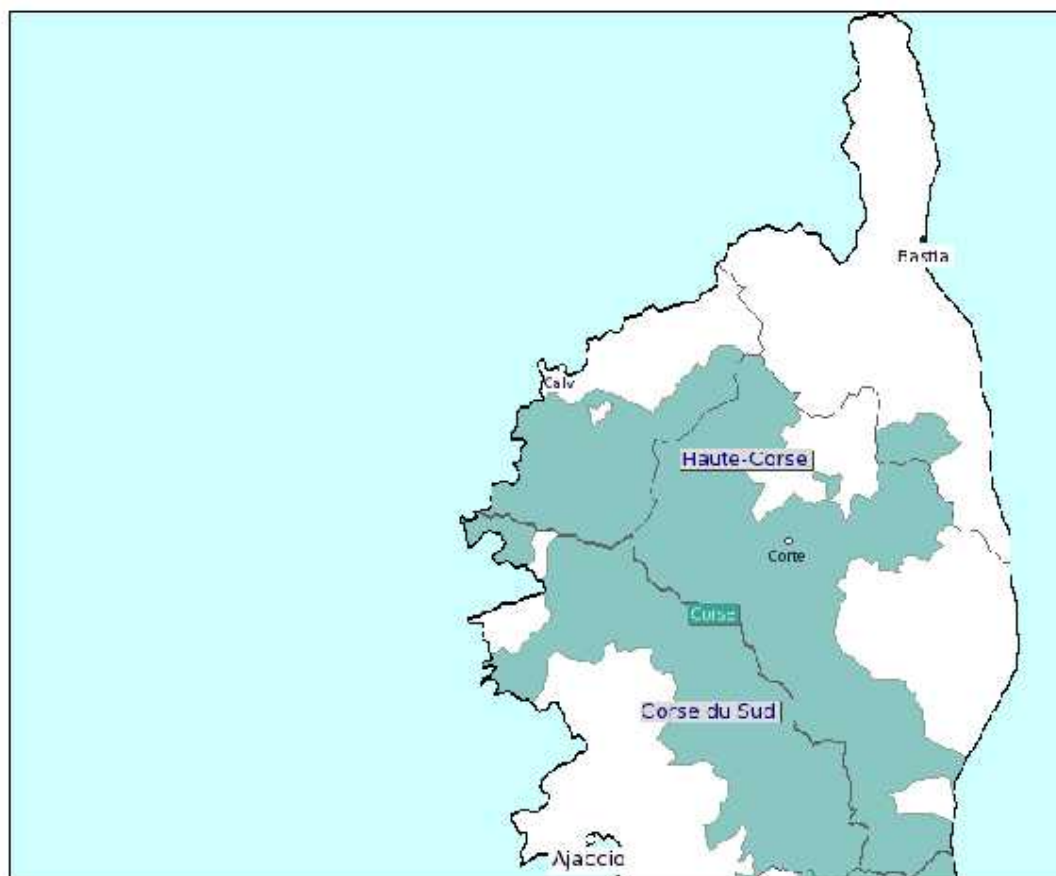 Bastia
Calv
Haute-Corse
Corte
Corse
Corse du Sud
Ajaccio